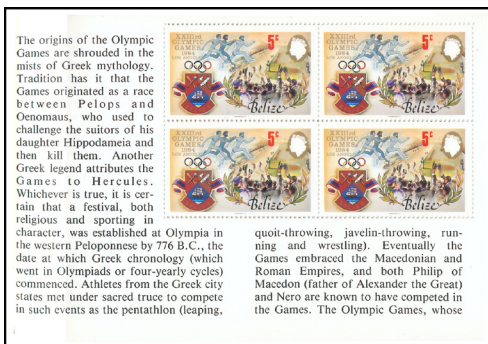 The origins of the Olympic
Games are shrouded in the
mists of Greek mythology.
Tradition has it that the
Games originated as a race
between Pelops and
Oenomaus, who used to
challenge the suitors of his
daughter Hippodameia and
then kill them. Another
Greek legend attributes the
Games to Hercules.
Whichever is true, it is cer-
tain that a festival, both
religious and sporting in
character, was established at Olympia in
the western Peloponnese by 776 B.C., the
date at which Greek chronology (which
went in Olympiads or four-yearly cycles)
commenced. Athletes from the Greek city
states met under sacred truce to compete
in such events as the pentathlon (leaping,
XXIIIrd
OLYMPIC
GAMES
1984
LOS ANGELES
5c
Belize
XXIIIrd
OLYMPIC
GAMES
1984
5c
Belize
XXIIIrd
OLYMPIC
GAMES
1984
LOS ANGELES
5c
Belize
XXIIIrd
OLYMPIC
GAMES
1984
LOS ANGELES
5c
Belize
quoit-throwing, javelin-throwing, run-
ning and wrestling). Eventually the
Games embraced the Macedonian and
Roman Empires, and both Philip of
Macedon (father of Alexander the Great)
and Nero are known to have competed in
the Games. The Olympic Games, whose